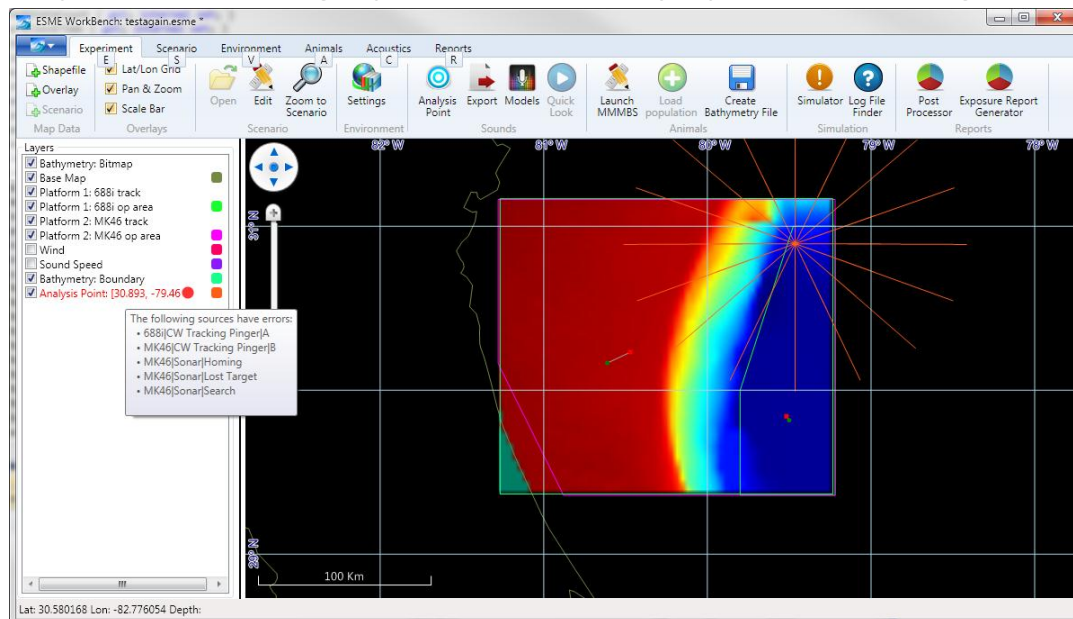 ESME WorkBench: testagain.esme *
Experiment Scenario Environment Animals Acoustics Reports
E S V A C R
Shapefile
Overlay
Scenario
Map Data
Lat/Lon Grid
Pan & Zoom
Scale Bar
Overlays
Open
Edit
Zoom to
Scenario
Scenario
Settings
Environment
Analysis
Point
Export
Models
Quick
Look
Sounds
Launch
MMMBS
Load
population
Create
Bathymetry File
Animals
Simulator
Log File
Finder
Simulation
Post
Processor
Exposure Report
Generator
Reports
Layers
Bathymetry: Bitmap
Base Map
Platform 1: 688i track
Platform 1: 688i op area
Platform 2: MK46 track
Platform 2: MK46 op area
Wind
Sound Speed
Bathymetry: Boundary
Analysis Point: [30.893, -79.46
The following sources have errors:
• 688i|CW Tracking Pinger|A
• MK46|CW Tracking Pinger|B
• MK46|Sonar|Homing
• MK46|Sonar|Lost Target
• MK46|Sonar|Search
82° W 81° W 80° W 79° W 78° W
31° N
29° N
100 Km
Lat: 30.580168 Lon: -82.776054 Depth: